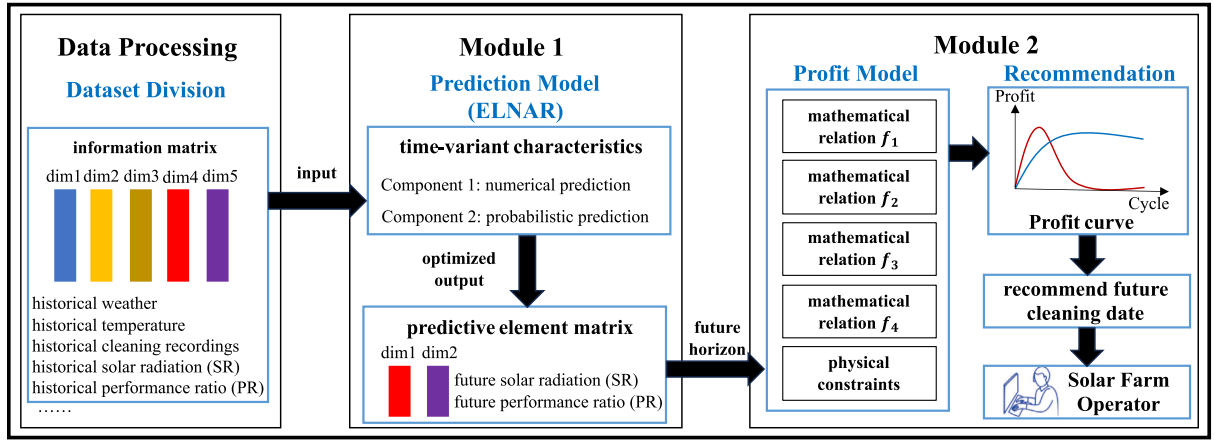 Data Processing
Dataset Division
information matrix
dim1 dim2 dim3 dim4 dim5
historical weather
historical temperature
historical cleaning recordings
historical solar radiation (SR)
historical performance ratio (PR)
······
input
Module 1
Prediction Model
(ELNAR)
time-variant characteristics
Component 1: numerical prediction
Component 2: probabilistic prediction
optimized
output
predictive element matrix
dim1 dim2
future solar radiation (SR)
future performance ratio (PR)
future
horizon
Module 2
Profit Model
mathematical
relation f₁
mathematical
relation f₂
mathematical
relation f₃
mathematical
relation f₄
physical
constraints
Recommendation
Profit
Cycle
Profit curve
recommend future
cleaning date
Solar Farm
Operator